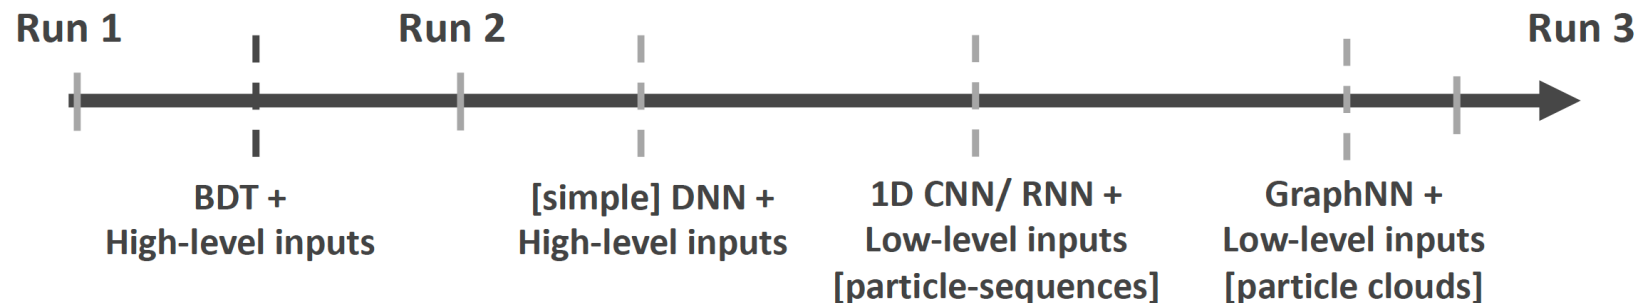 Run 1
Run 2
Run 3
BDT +
High-level inputs
[simple] DNN +
High-level inputs
1D CNN/ RNN +
Low-level inputs
[particle-sequences]
GraphNN +
Low-level inputs
[particle clouds]